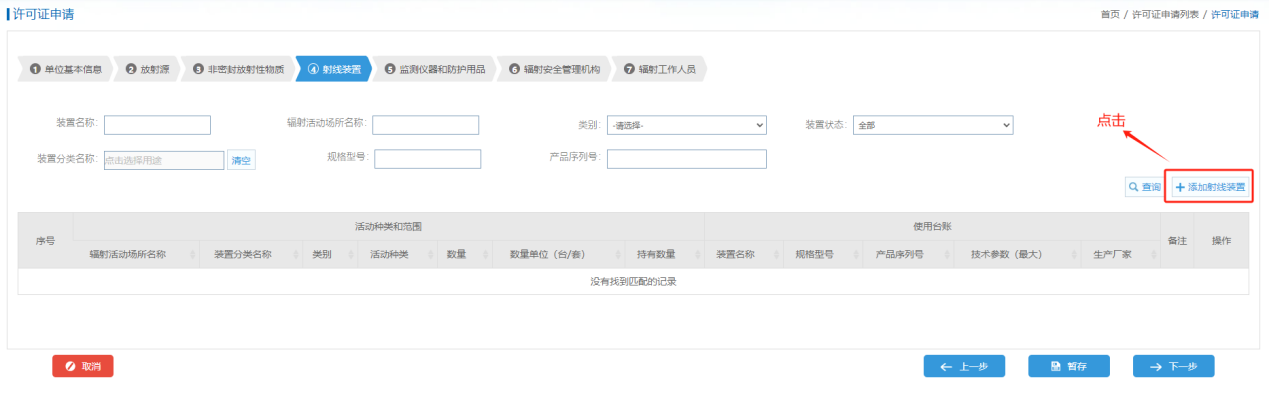 许可证申请
首页 / 许可证申请列表 / 许可证申请
1 单位基本信息 2 放射源 3 非密封放射性物质 4 射线装置 5 监测仪器和防护用品 6 辐射安全管理机构 7 辐射工作人员
装置名称: 辐射活动场所名称: 类别: -请选择- 装置状态: 全部
点击
装置分类名称: 点击选择用途 清空 规格型号: 产品序列号:
查询 + 添加射线装置
序号 活动种类和范围 使用台账 备注 操作
辐射活动场所名称 装置分类名称 类别 活动种类 数量 数量单位（台/套） 持有数量 装置名称 规格型号 产品序列号 技术参数（最大） 生产厂家
没有找到匹配的记录
取消 ← 上一步 暂存 → 下一步